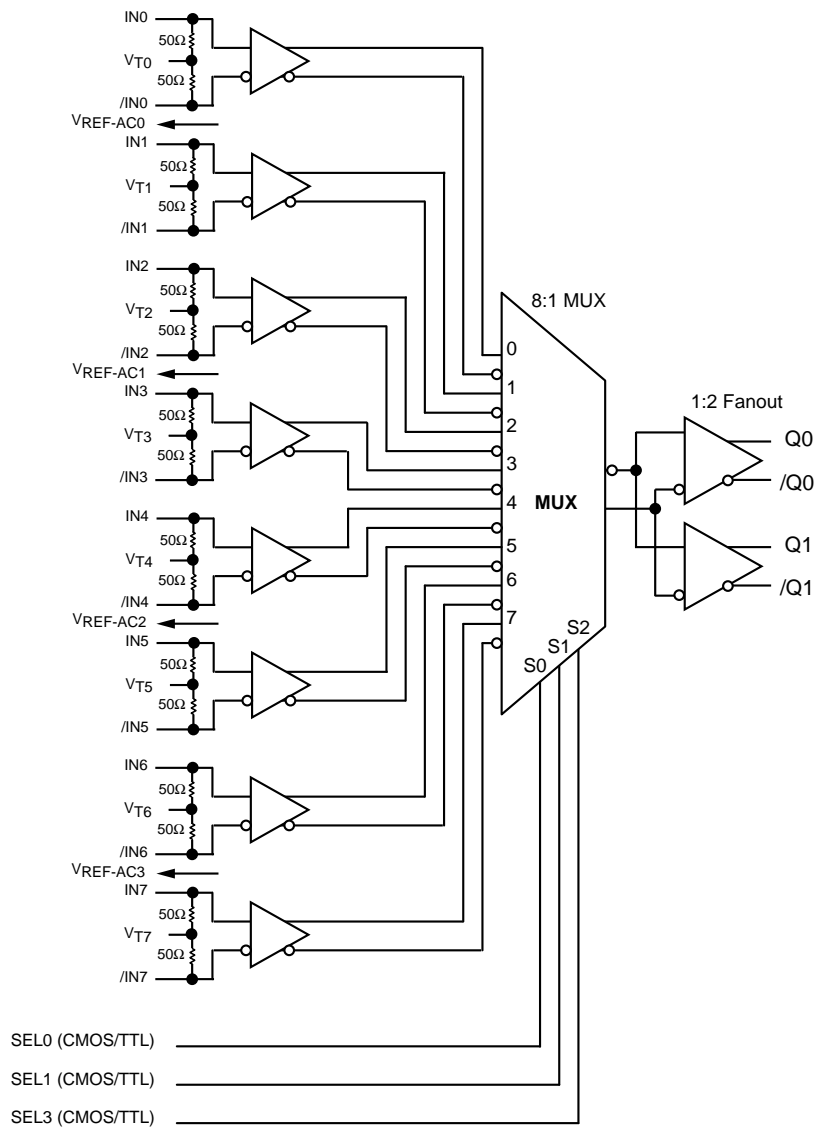 IN0
50Ω
VT0
50Ω
/IN0
VREF-AC0
IN1
50Ω
VT1
50Ω
/IN1
IN2
50Ω
VT2
50Ω
/IN2
VREF-AC1
IN3
50Ω
VT3
50Ω
/IN3
IN4
50Ω
VT4
50Ω
/IN4
VREF-AC2
IN5
50Ω
VT5
50Ω
/IN5
IN6
50Ω
VT6
50Ω
/IN6
VREF-AC3
IN7
50Ω
VT7
50Ω
/IN7
8:1 MUX
0
1
2
3
4
5
6
7
MUX
S0
S1
S2
1:2 Fanout
Q0
/Q0
Q1
/Q1
SEL0 (CMOS/TTL)
SEL1 (CMOS/TTL)
SEL3 (CMOS/TTL)